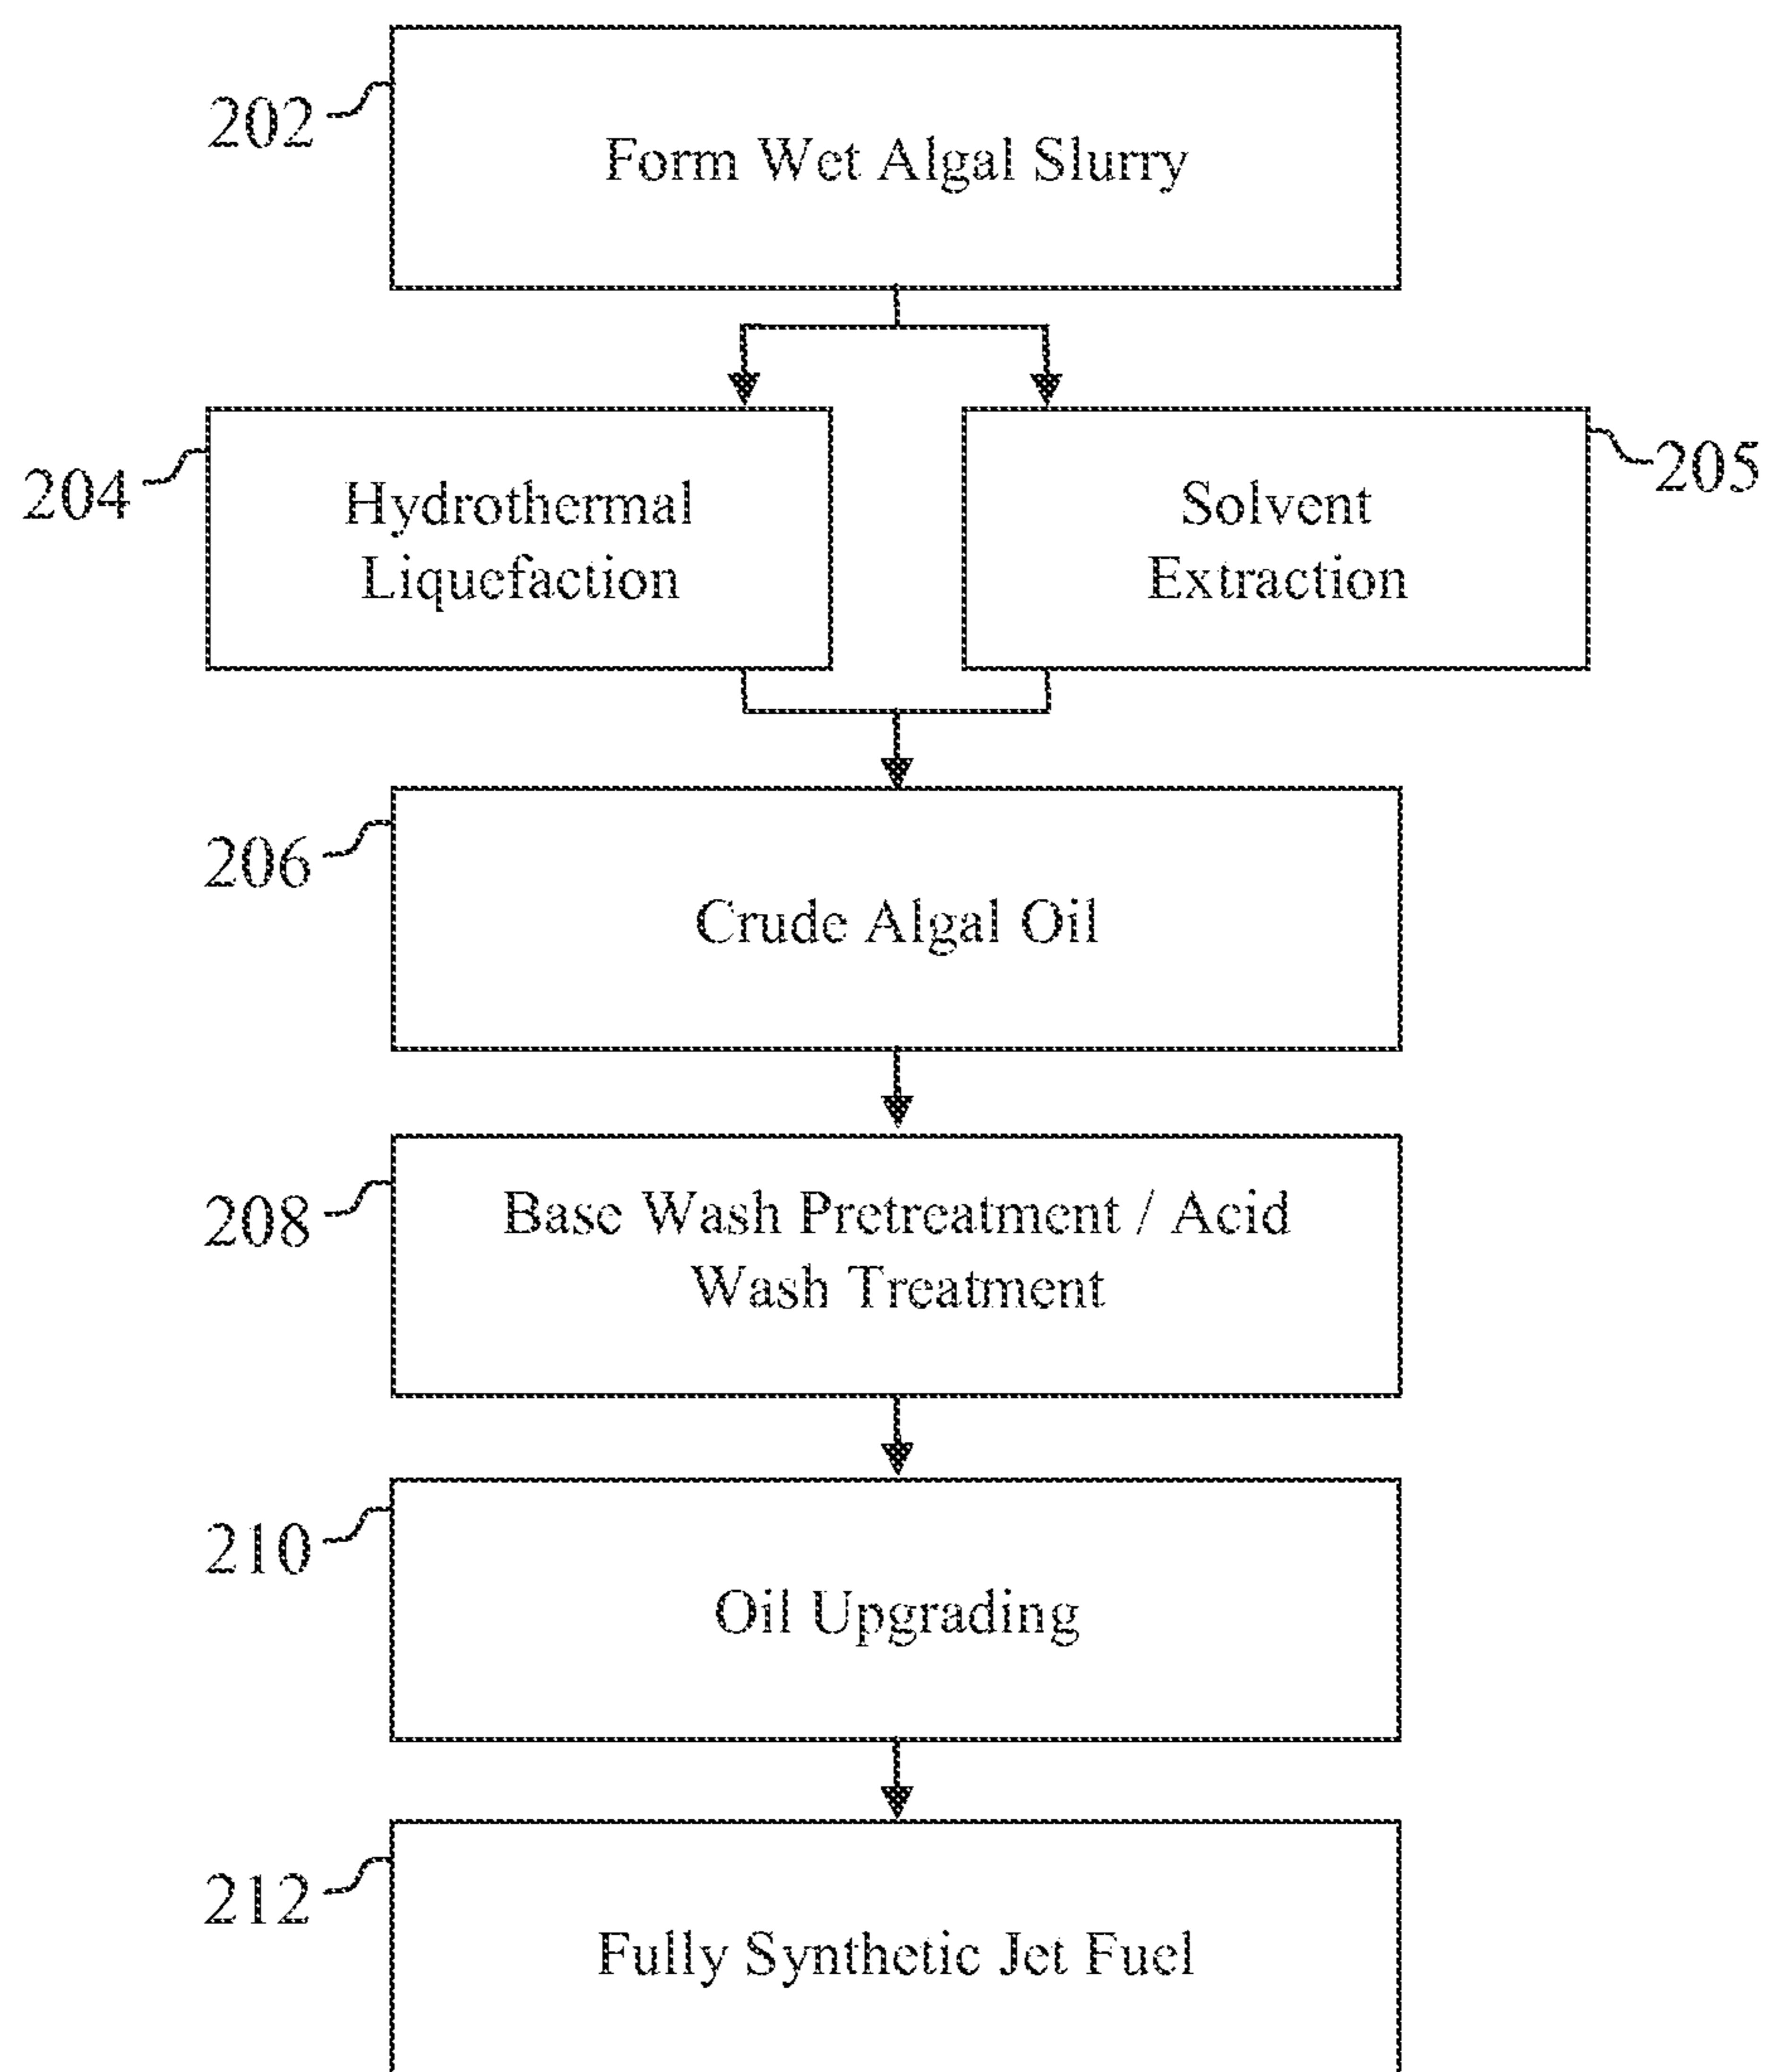 202
Form Wet Algal Slurry
204
Hydrothermal
Liquefaction
Solvent
Extraction
205
206
Crude Algal Oil
208
Base Wash Pretreatment / Acid
Wash Treatment
210
Oil Upgrading
212
Fully Synthetic Jet Fuel